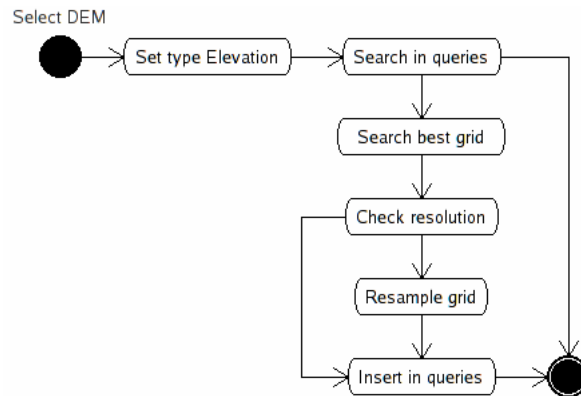 Select DEM
Set type Elevation
Search in queries
Search best grid
Check resolution
Resample grid
Insert in queries